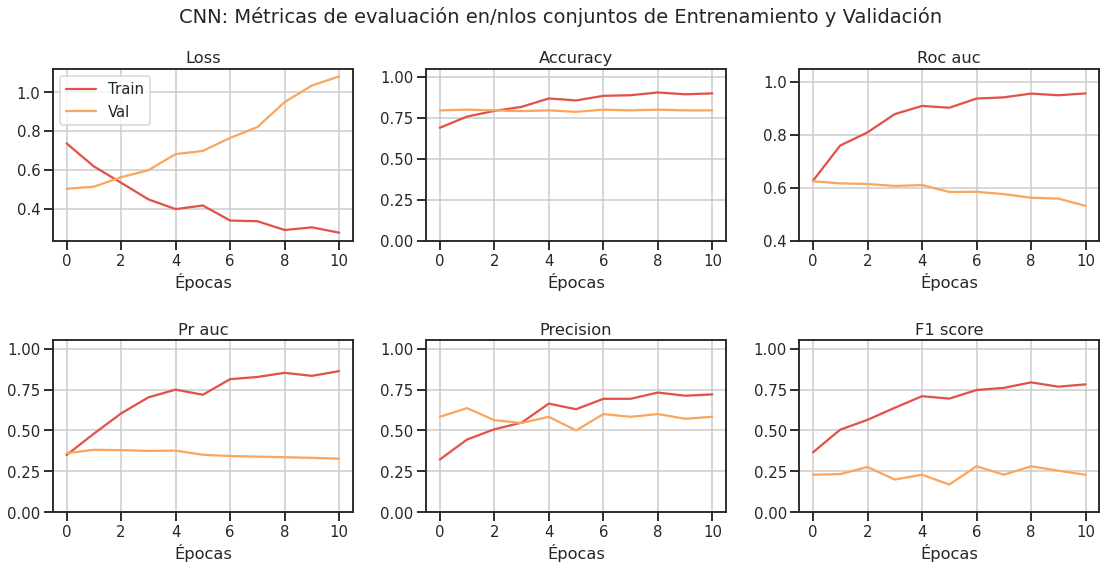 CNN: Métricas de evaluación en/nlos conjuntos de Entrenamiento y Validación
Loss
Train
Val
1.0
0.8
0.6
0.4
0 2 4 6 8 10
Épocas
Accuracy
1.00
0.75
0.50
0.25
0.00
0 2 4 6 8 10
Épocas
Roc auc
1.0
0.8
0.6
0.4
0 2 4 6 8 10
Épocas
Pr auc
1.00
0.75
0.50
0.25
0.00
0 2 4 6 8 10
Épocas
Precision
1.00
0.75
0.50
0.25
0.00
0 2 4 6 8 10
Épocas
F1 score
1.00
0.75
0.50
0.25
0.00
0 2 4 6 8 10
Épocas